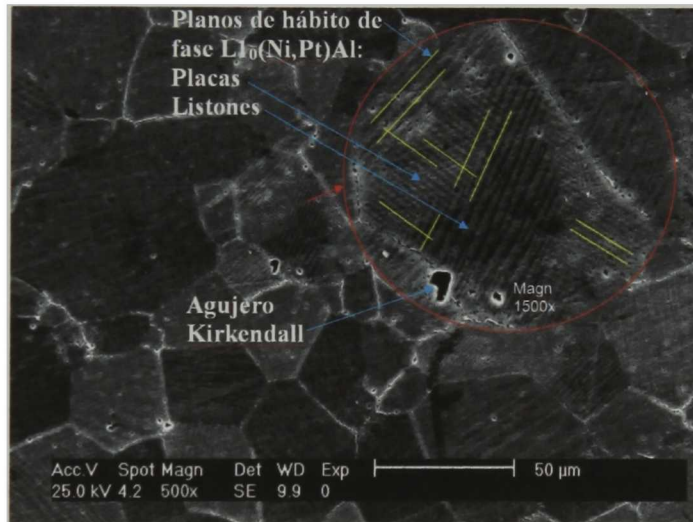 Planos de hábito de
fase L1₀(Ni,Pt)Al:
Placas
Listones
Magn
1500x
Agujero
Kirkendall
Acc.V Spot Magn Det WD Exp
25.0 kV 4.2 500x SE 9.9 0
50 µm